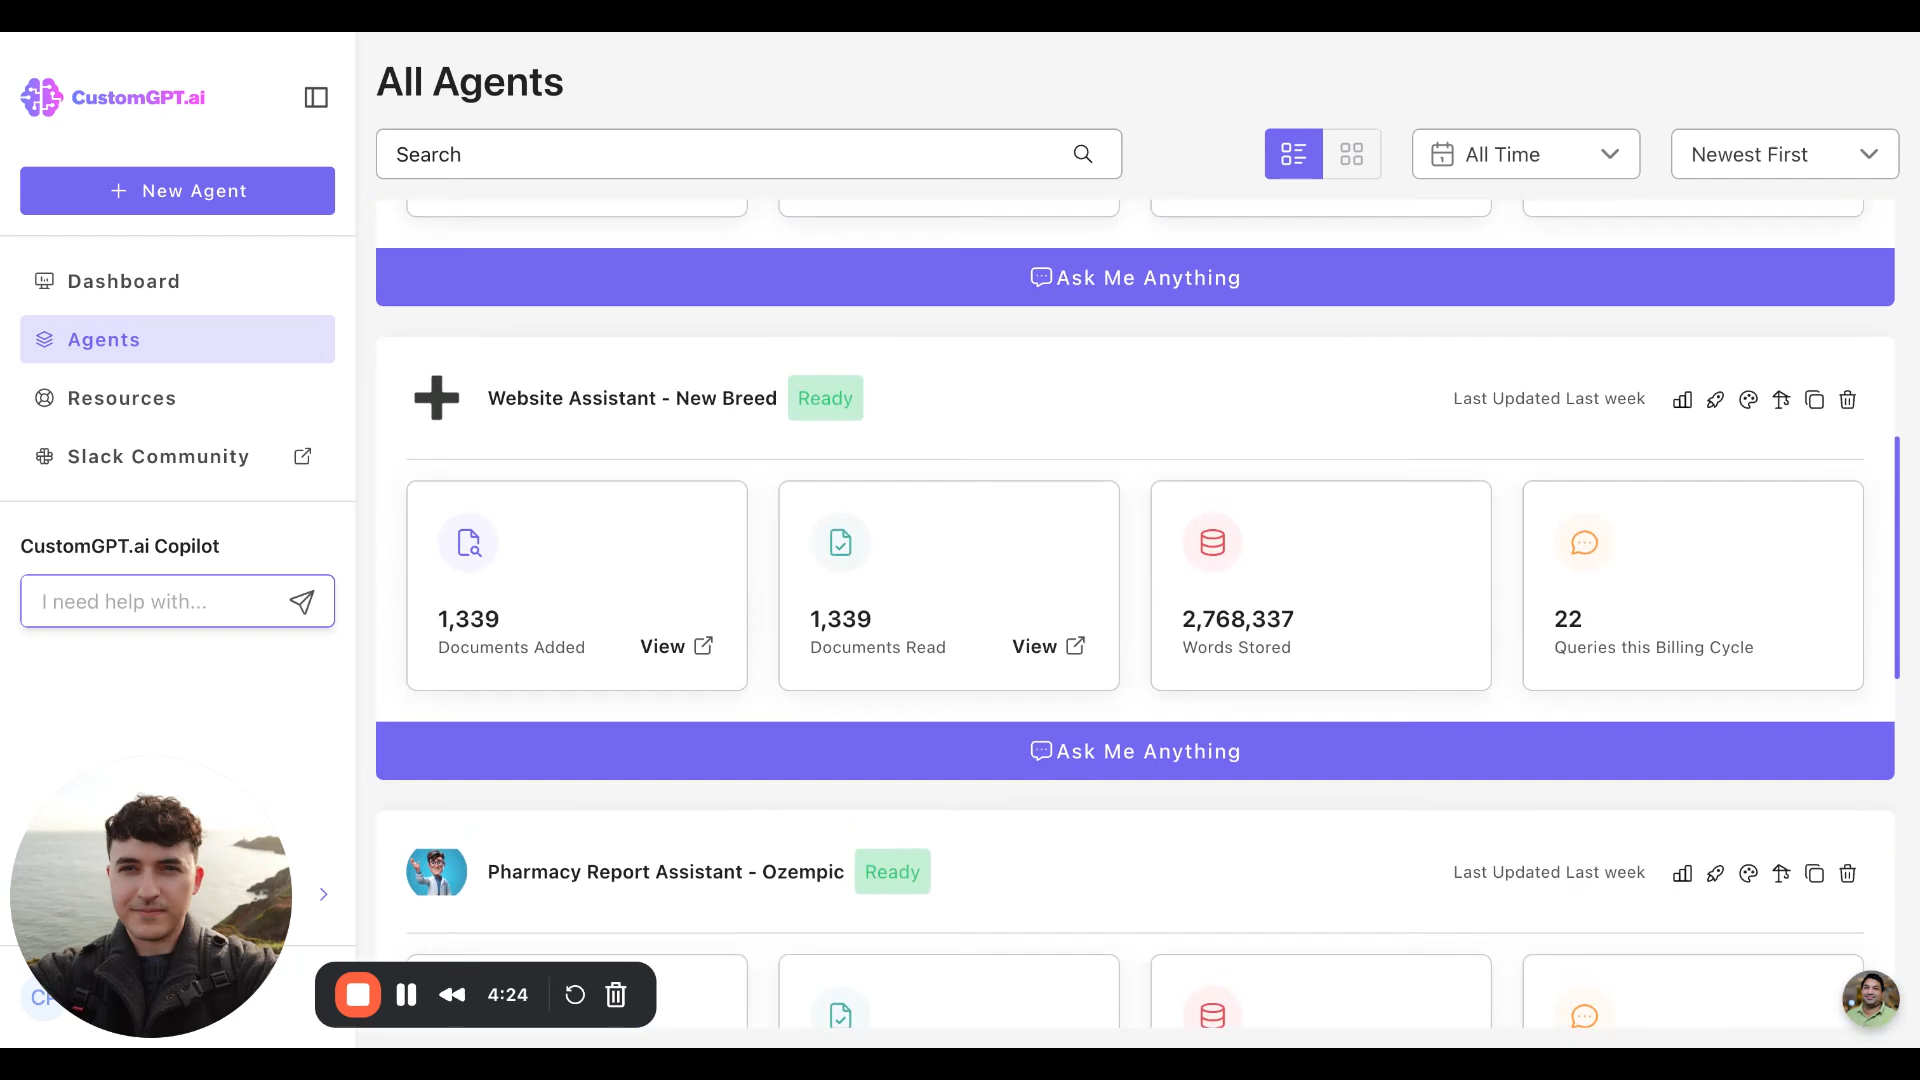 CustomGPT.ai
New Agent
Dashboard
Agents
Resources
Slack Community
CustomGPT.ai Copilot
I need help with...
All Agents
Search
All Time
Newest First
Ask Me Anything
Website Assistant - New Breed
Ready
Last Updated Last week
1,339
Documents Added
View
1,339
Documents Read
View
2,768,337
Words Stored
22
Queries this Billing Cycle
Ask Me Anything
Pharmacy Report Assistant - Ozempic
Ready
Last Updated Last week
4:24